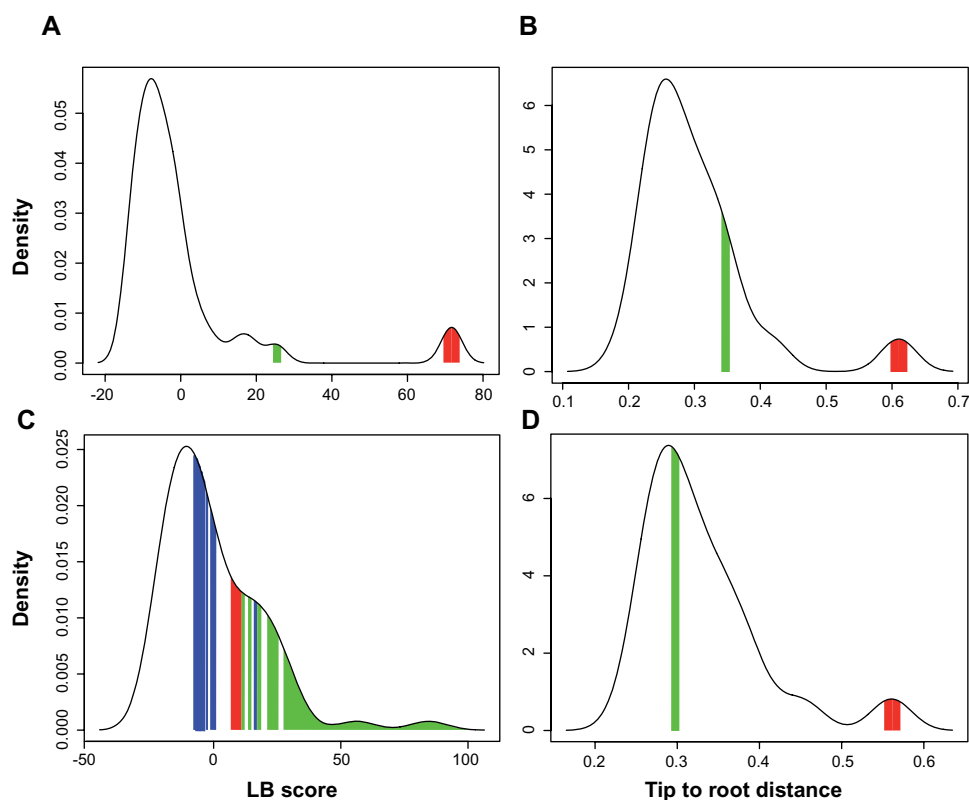 A
B
Density
0.00 0.01 0.02 0.03 0.04 0.05
-20 0 20 40 60 80
0 1 2 3 4 5 6
0.1 0.2 0.3 0.4 0.5 0.6 0.7
C
D
Density
0.000 0.005 0.010 0.015 0.020 0.025
-50 0 50 100
LB score
0 2 4 6
0.2 0.3 0.4 0.5 0.6
Tip to root distance